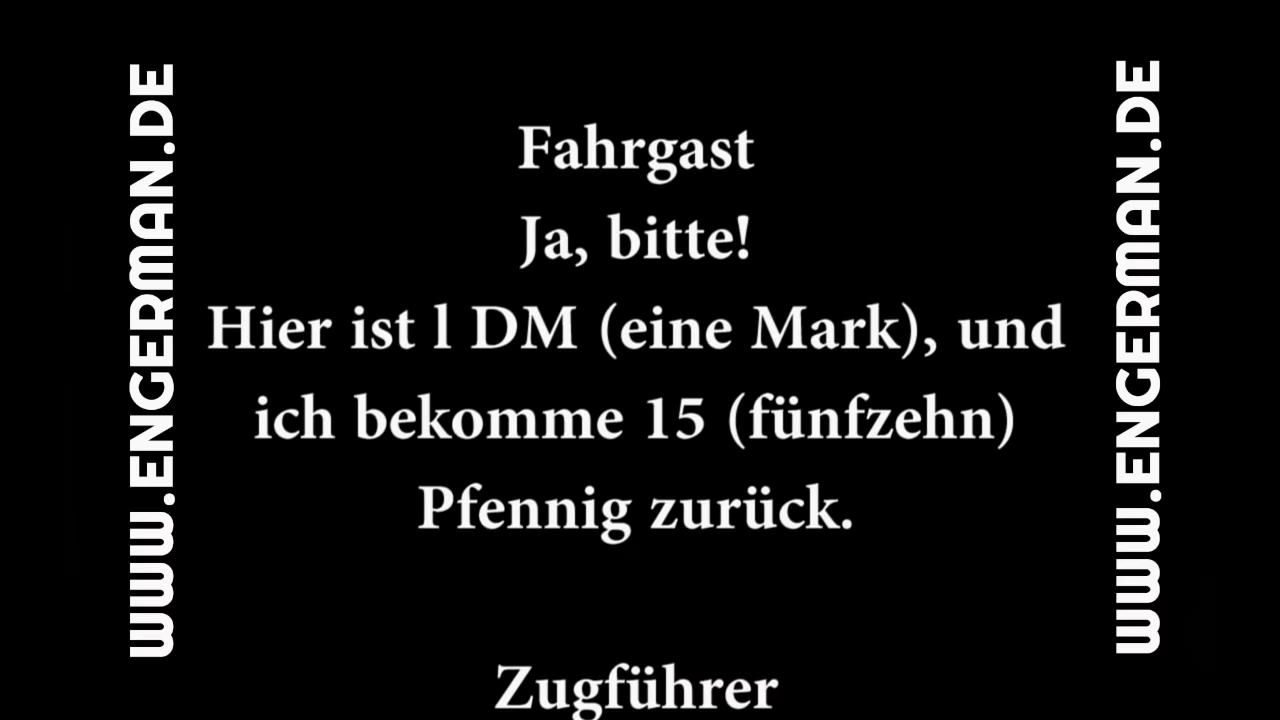 WWW.ENGERMAN.DE
Fahrgast
Ja, bitte!
Hier ist l DM (eine Mark), und
ich bekomme 15 (fünfzehn)
Pfennig zurück.
Zugführer
WWW.ENGERMAN.DE